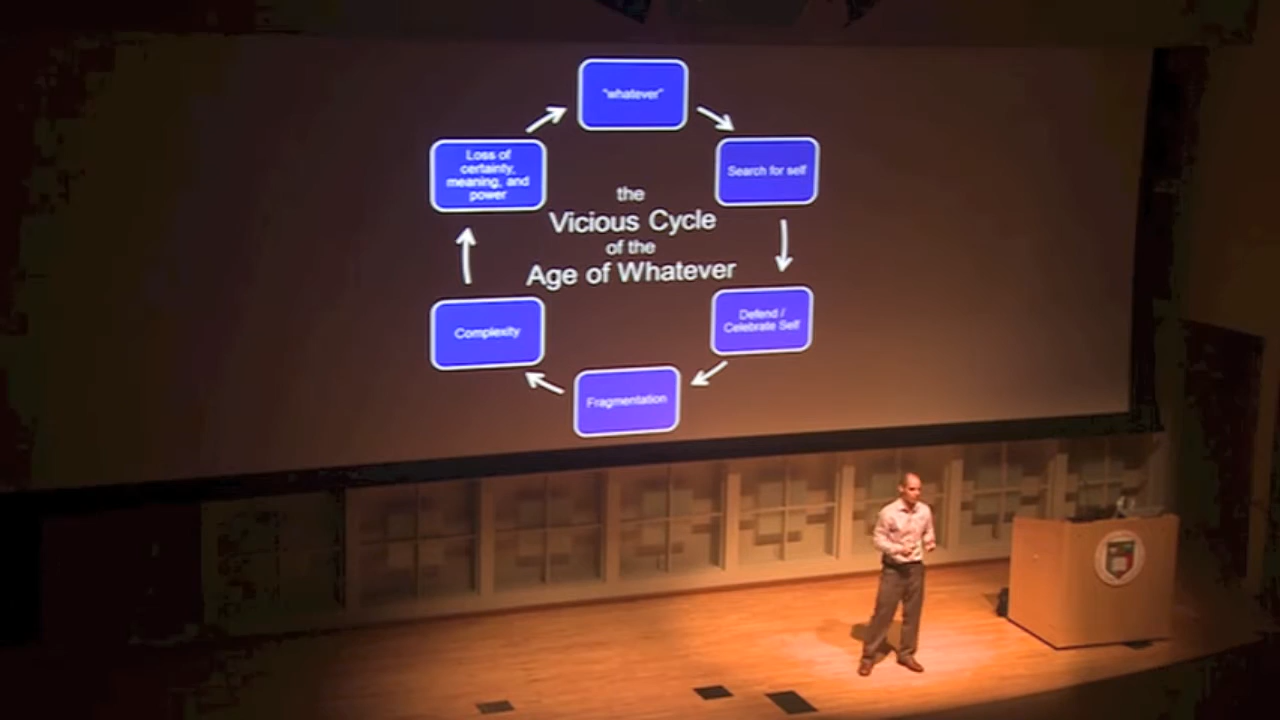 "whatever"
Search for self
Defend /
Celebrate Self
Fragmentation
Complexity
Loss of
certainty,
meaning, and
power
the
Vicious Cycle
of the
Age of Whatever